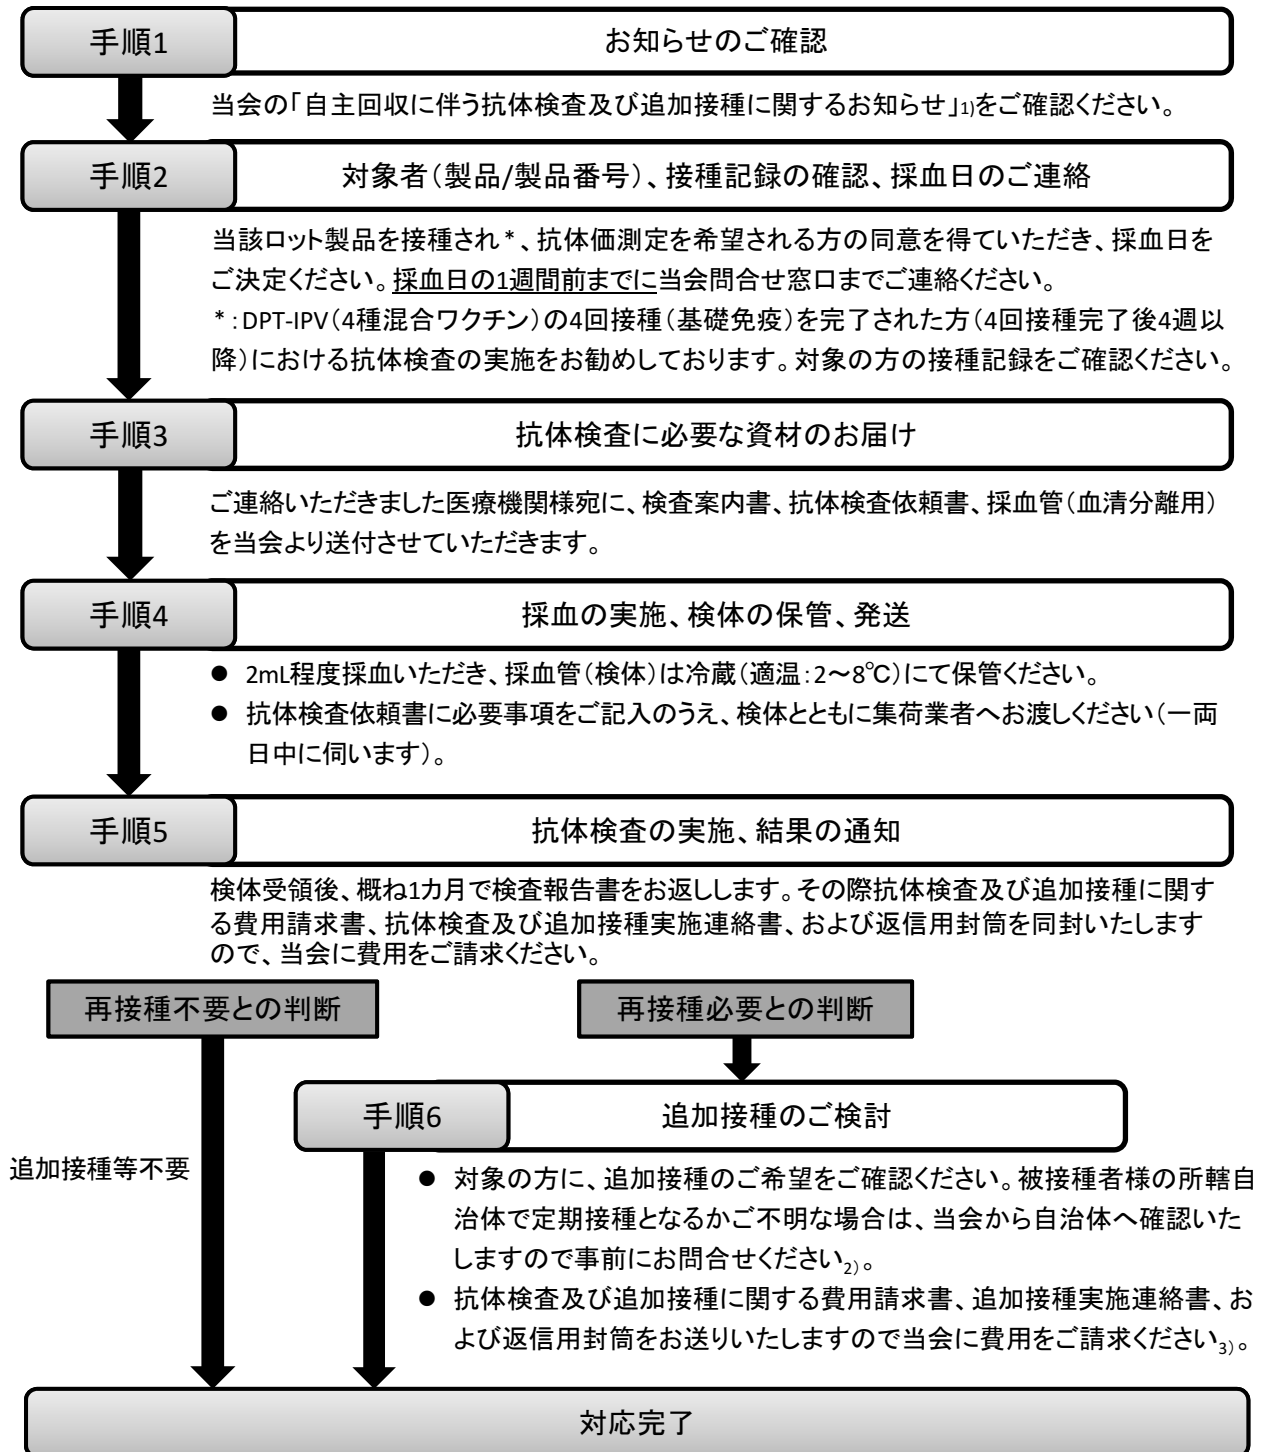 手順1
お知らせのご確認
当会の「自主回収に伴う抗体検査及び追加接種に関するお知らせ」1)をご確認ください。
手順2
対象者（製品/製品番号）、接種記録の確認、採血日のご連絡
当該ロット製品を接種され＊、抗体価測定を希望される方の同意を得ていただき、採血日を
ご決定ください。採血日の1週間前までに当会問合せ窓口までご連絡ください。
＊：DPT-IPV（4種混合ワクチン）の4回接種（基礎免疫）を完了された方（4回接種完了後4週以
降）における抗体検査の実施をお勧めしております。対象の方の接種記録をご確認ください。
手順3
抗体検査に必要な資材のお届け
ご連絡いただきました医療機関様宛に、検査案内書、抗体検査依頼書、採血管（血清分離用）
を当会より送付させていただきます。
手順4
採血の実施、検体の保管、発送
● 2mL程度採血いただき、採血管（検体）は冷蔵（適温：2～8℃）にて保管ください。
● 抗体検査依頼書に必要事項をご記入のうえ、検体とともに集荷業者へお渡しください（一両
日中に伺います）。
手順5
抗体検査の実施、結果の通知
検体受領後、概ね1カ月で検査報告書をお返しします。その際抗体検査及び追加接種に関す
る費用請求書、抗体検査及び追加接種実施連絡書、および返信用封筒を同封いたします
ので、当会に費用をご請求ください。
再接種不要との判断
再接種必要との判断
手順6
追加接種のご検討
追加接種等不要
● 対象の方に、追加接種のご希望をご確認ください。被接種者様の所轄自
治体で定期接種となるかご不明な場合は、当会から自治体へ確認いた
しますので事前にお問合せください2)。
● 抗体検査及び追加接種に関する費用請求書、追加接種実施連絡書、お
よび返信用封筒をお送りいたしますので当会に費用をご請求ください3)。
対応完了